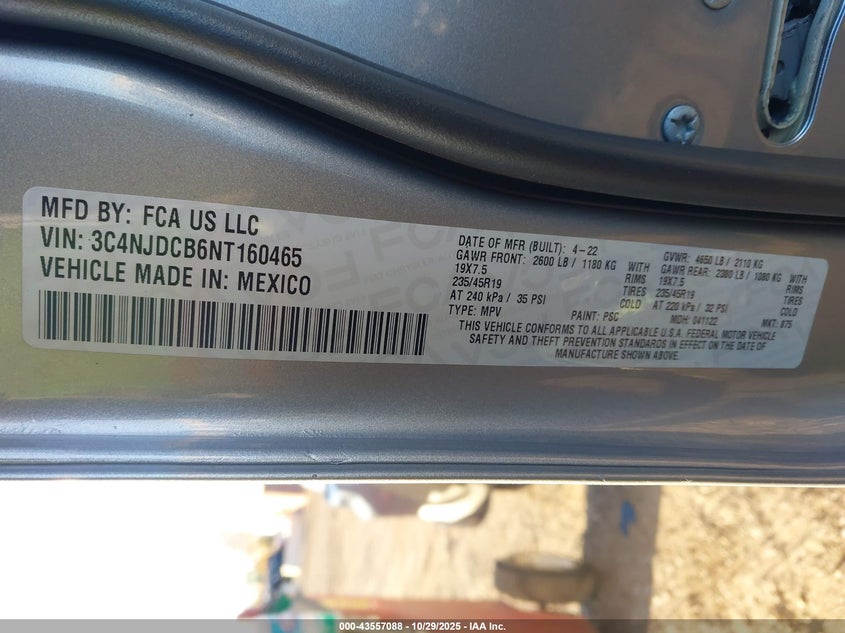 MFD BY: FCA US LLC
VIN: 3C4NJDCB6NT160465
VEHICLE MADE IN: MEXICO
DATE OF MFR (BUILT): 4-22 GVWR: 4650 LB / 2110 KG
GAWR FRONT: 2600 LB / 1180 KG WITH GAWR REAR: 2380 LB / 1080 KG WITH
19X7.5 RIMS 19X7.5 RIMS
235/45R19 TIRES 235/45R19 TIRES
AT 240 kPa / 35 PSI COLD AT 220 kPa / 32 PSI COLD
TYPE: MPV PAINT: PSC MDH: 041122 MKT: 875
THIS VEHICLE CONFORMS TO ALL APPLICABLE U.S.A. FEDERAL MOTOR VEHICLE
SAFETY AND THEFT PREVENTION STANDARDS IN EFFECT ON THE DATE OF
MANUFACTURE SHOWN ABOVE.
000-43557088 - 10/29/2025 - IAA Inc.